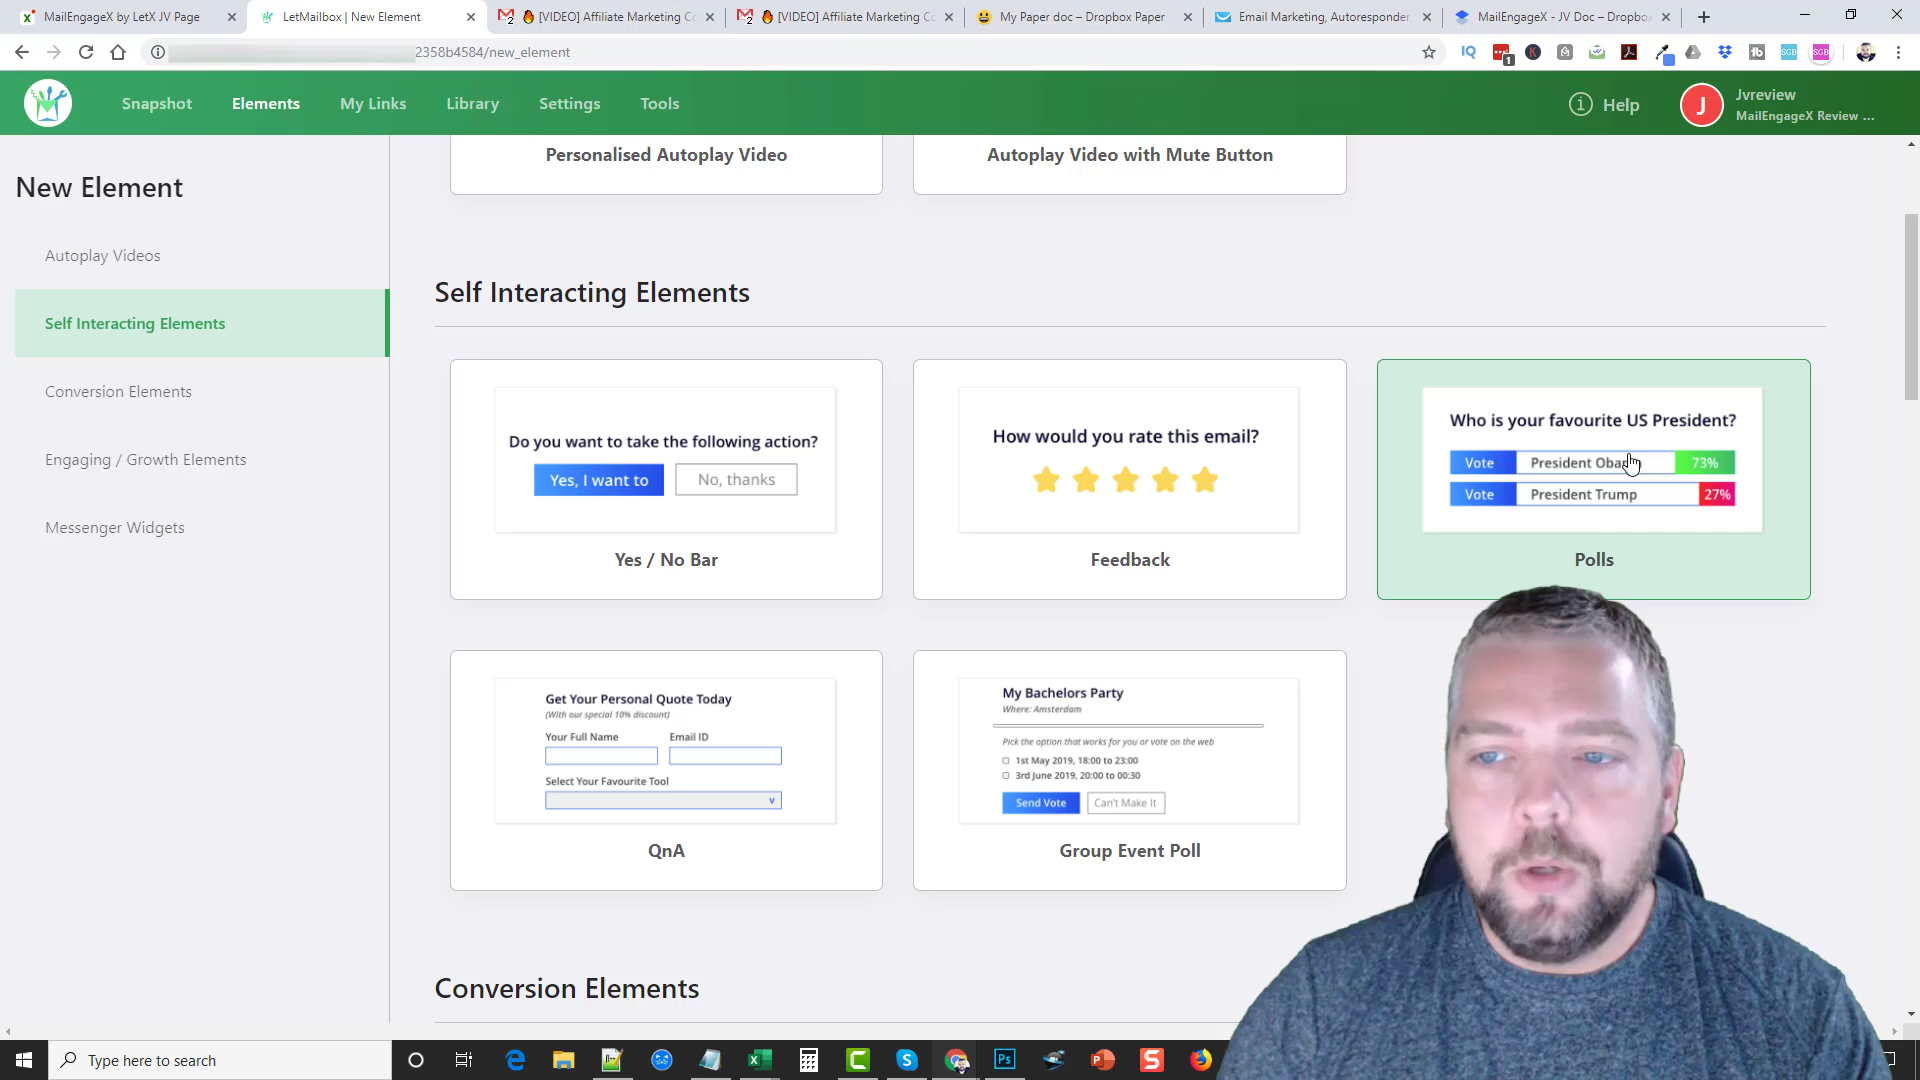 MailEngageX by LetX JV Page
LetMailbox | New Element
[VIDEO] Affiliate Marketing Co
[VIDEO] Affiliate Marketing Co
My Paper doc – Dropbox Paper
Email Marketing, Autoresponder
MailEngageX - JV Doc – Dropbo
2358b4584/new_element
Snapshot
Elements
My Links
Library
Settings
Tools
Help
J
Jvreview
MailEngageX Review ...
New Element
Autoplay Videos
Self Interacting Elements
Conversion Elements
Engaging / Growth Elements
Messenger Widgets
Personalised Autoplay Video
Autoplay Video with Mute Button
Self Interacting Elements
Do you want to take the following action?
Yes, I want to
No, thanks
Yes / No Bar
How would you rate this email?
Feedback
Who is your favourite US President?
Vote President Oba 73%
Vote President Trump 27%
Polls
Get Your Personal Quote Today
(With our special 10% discount)
Your Full Name Email ID
Select Your Favourite Tool
QnA
My Bachelors Party
Where: Amsterdam
Pick the option that works for you or vote on the web
1st May 2019, 18:00 to 23:00
3rd June 2019, 20:00 to 00:30
Send Vote
Can't Make It
Group Event Poll
Conversion Elements
Type here to search